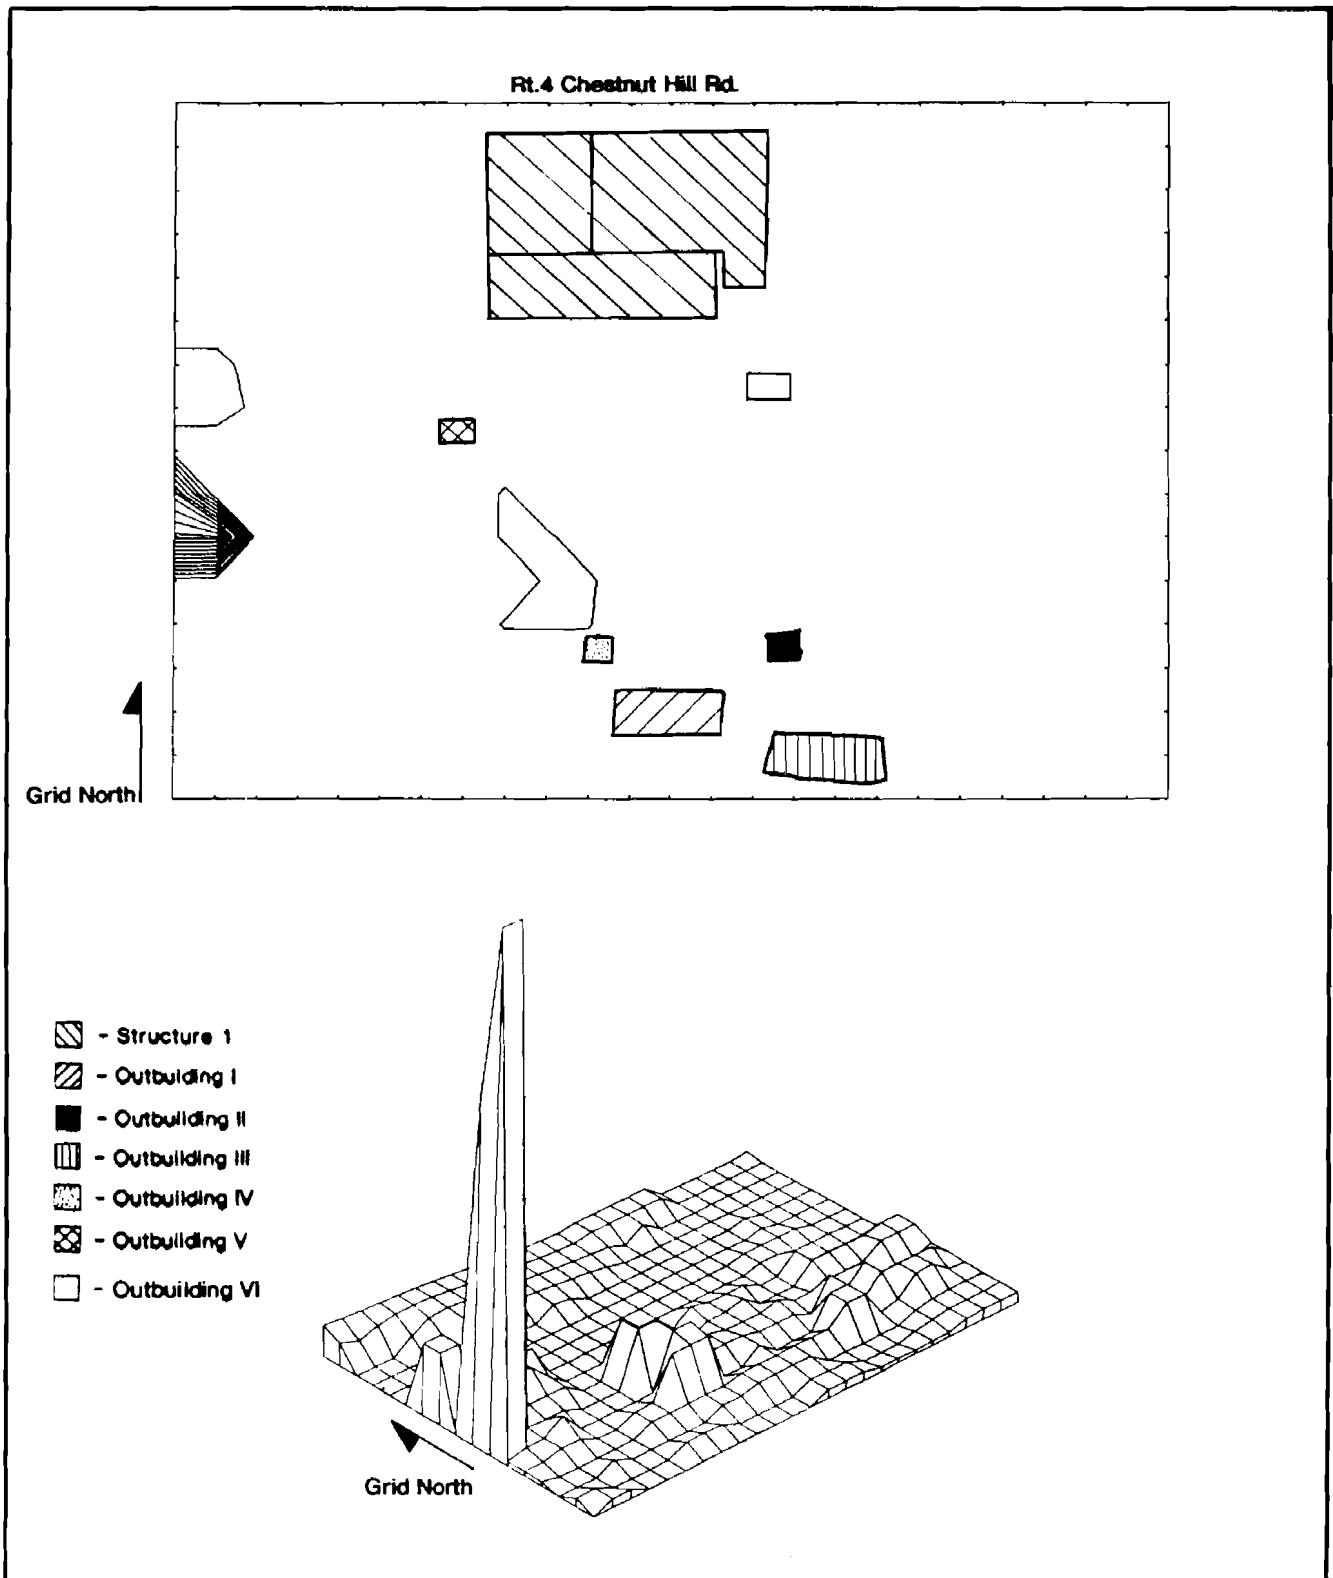 Rt.4 Chestnut Hill Rd.
Grid North
- Structure 1
- Outbuilding I
- Outbuilding II
- Outbuilding III
- Outbuilding IV
- Outbuilding V
- Outbuilding VI
Grid North